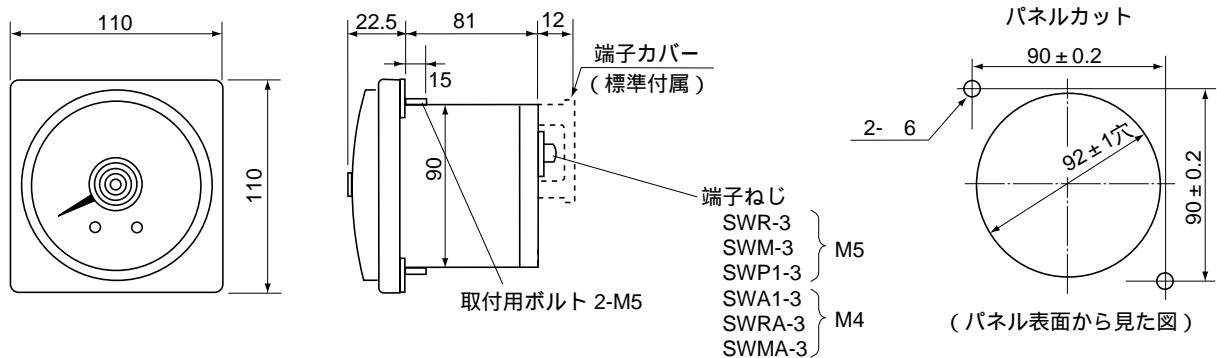 110
110
22.5
81
12
15
90
端子カバー
（標準付属）
端子ねじ
SWR-3
SWM-3
SWP1-3
M5
SWA1-3
SWRA-3
SWMA-3
M4
取付用ボルト 2-M5
パネルカット
90±0.2
2- 6
92±1穴
90±0.2
（パネル表面から見た図）